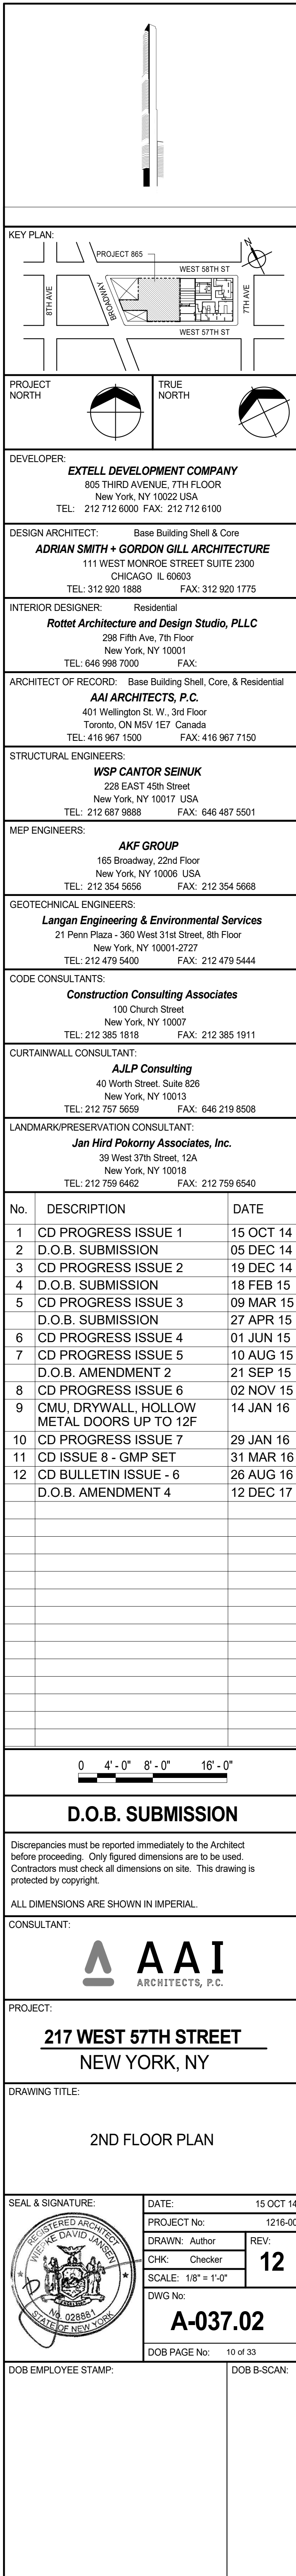 KEY PLAN:
N
PROJECT 865
WEST 58TH ST
8TH AVE
BROADWAY
7TH AVE
WEST 57TH ST
PROJECT NORTH
TRUE NORTH
DEVELOPER:
EXTELL DEVELOPMENT COMPANY
805 THIRD AVENUE, 7TH FLOOR
New York, NY 10022 USA
TEL: 212 712 6000 FAX: 212 712 6100
DESIGN ARCHITECT: Base Building Shell & Core
ADRIAN SMITH + GORDON GILL ARCHITECTURE
111 WEST MONROE STREET SUITE 2300
CHICAGO IL 60603
TEL: 312 920 1888 FAX: 312 920 1775
INTERIOR DESIGNER: Residential
Rottet Architecture and Design Studio, PLLC
298 Fifth Ave, 7th Floor
New York, NY 10001
TEL: 646 998 7000 FAX:
ARCHITECT OF RECORD: Base Building Shell, Core, & Residential
AAI ARCHITECTS, P.C.
401 Wellington St. W., 3rd Floor
Toronto, ON M5V 1E7 Canada
TEL: 416 967 1500 FAX: 416 967 7150
STRUCTURAL ENGINEERS:
WSP CANTOR SEINUK
228 EAST 45th Street
New York, NY 10017 USA
TEL: 212 687 9888 FAX: 646 487 5501
MEP ENGINEERS:
AKF GROUP
165 Broadway, 22nd Floor
New York, NY 10006 USA
TEL: 212 354 5656 FAX: 212 354 5668
GEOTECHNICAL ENGINEERS:
Langan Engineering & Environmental Services
21 Penn Plaza - 360 West 31st Street, 8th Floor
New York, NY 10001-2727
TEL: 212 479 5400 FAX: 212 479 5444
CODE CONSULTANTS:
Construction Consulting Associates
100 Church Street
New York, NY 10007
TEL: 212 385 1818 FAX: 212 385 1911
CURTAINWALL CONSULTANT:
AJLP Consulting
40 Worth Street. Suite 826
New York, NY 10013
TEL: 212 757 5659 FAX: 646 219 8508
LANDMARK/PRESERVATION CONSULTANT:
Jan Hird Pokorny Associates, Inc.
39 West 37th Street, 12A
New York, NY 10018
TEL: 212 759 6462 FAX: 212 759 6540
No. DESCRIPTION DATE
1 CD PROGRESS ISSUE 1 15 OCT 14
2 D.O.B. SUBMISSION 05 DEC 14
3 CD PROGRESS ISSUE 2 19 DEC 14
4 D.O.B. SUBMISSION 18 FEB 15
5 CD PROGRESS ISSUE 3 09 MAR 15
D.O.B. SUBMISSION 27 APR 15
6 CD PROGRESS ISSUE 4 01 JUN 15
7 CD PROGRESS ISSUE 5 10 AUG 15
D.O.B. AMENDMENT 2 21 SEP 15
8 CD PROGRESS ISSUE 6 02 NOV 15
9 CMU, DRYWALL, HOLLOW 14 JAN 16
METAL DOORS UP TO 12F
10 CD PROGRESS ISSUE 7 29 JAN 16
11 CD ISSUE 8 - GMP SET 31 MAR 16
12 CD BULLETIN ISSUE - 6 26 AUG 16
D.O.B. AMENDMENT 4 12 DEC 17
0 4' - 0" 8' - 0" 16' - 0"
D.O.B. SUBMISSION
Discrepancies must be reported immediately to the Architect
before proceeding. Only figured dimensions are to be used.
Contractors must check all dimensions on site. This drawing is
protected by copyright.
ALL DIMENSIONS ARE SHOWN IN IMPERIAL.
CONSULTANT:
AAI
ARCHITECTS, P.C.
PROJECT:
217 WEST 57TH STREET
NEW YORK, NY
DRAWING TITLE:
2ND FLOOR PLAN
SEAL & SIGNATURE:
REGISTERED ARCHITECT
DAVID JANSEN
No. 028881
STATE OF NEW YORK
DATE: 15 OCT 14
PROJECT No: 1216-00
DRAWN: Author
REV:
12
CHK: Checker
SCALE: 1/8" = 1'-0"
DWG No:
A-037.02
DOB PAGE No: 10 of 33
DOB EMPLOYEE STAMP:
DOB B-SCAN: